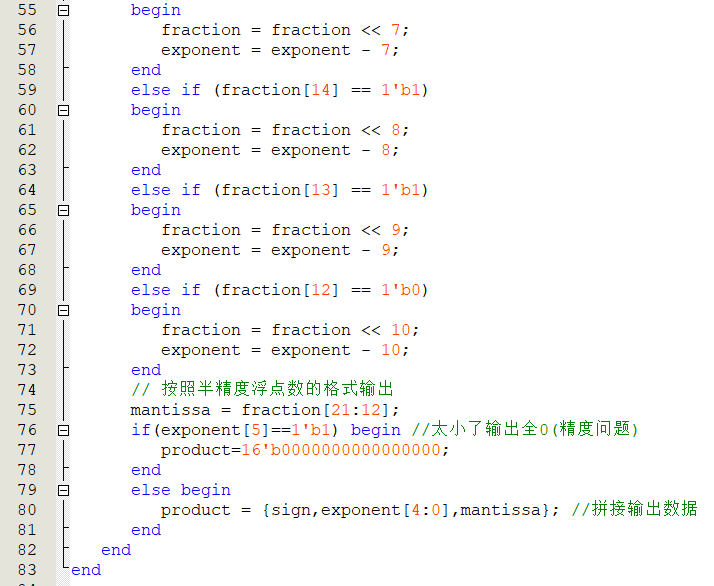 55 begin
56 fraction = fraction << 7;
57 exponent = exponent - 7;
58 end
59 else if (fraction[14] == 1'b1)
60 begin
61 fraction = fraction << 8;
62 exponent = exponent - 8;
63 end
64 else if (fraction[13] == 1'b1)
65 begin
66 fraction = fraction << 9;
67 exponent = exponent - 9;
68 end
69 else if (fraction[12] == 1'b0)
70 begin
71 fraction = fraction << 10;
72 exponent = exponent - 10;
73 end
74 // 按照半精度浮点数的格式输出
75 mantissa = fraction[21:12];
76 if(exponent[5]==1'b1) begin //太小了输出全0(精度问题)
77 product=16'b0000000000000000;
78 end
79 else begin
80 product = {sign,exponent[4:0],mantissa}; //拼接输出数据
81 end
82 end
83 end